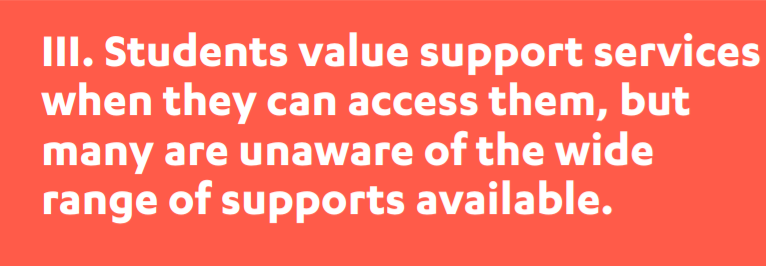 III. Students value support services
when they can access them, but
many are unaware of the wide
range of supports available.